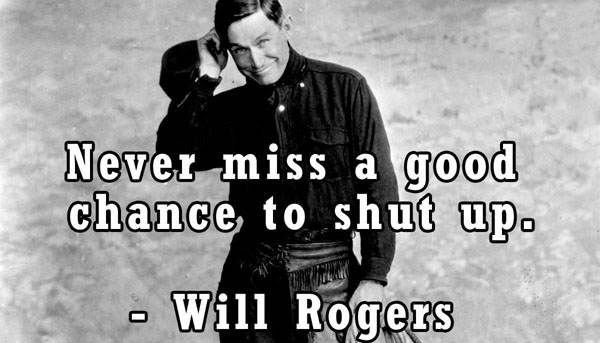 Never miss a good
chance to shut up.
- Will Rogers